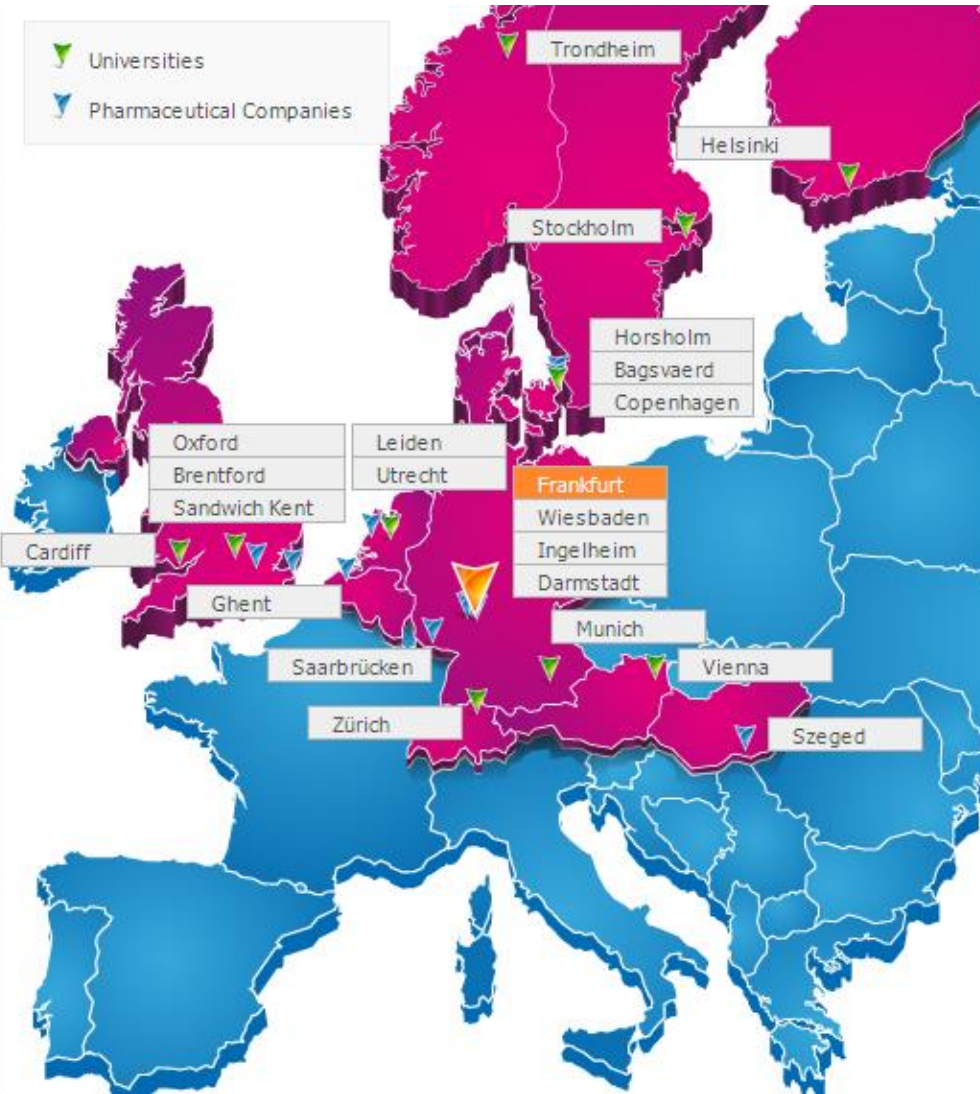 Universities
Pharmaceutical Companies
Trondheim
Helsinki
Stockholm
Horsholm
Bagsvaerd
Copenhagen
Oxford
Brentford
Sandwich Kent
Leiden
Utrecht
Frankfurt
Wiesbaden
Ingelheim
Darmstadt
Cardiff
Ghent
Munich
Saarbrücken
Vienna
Zürich
Szeged